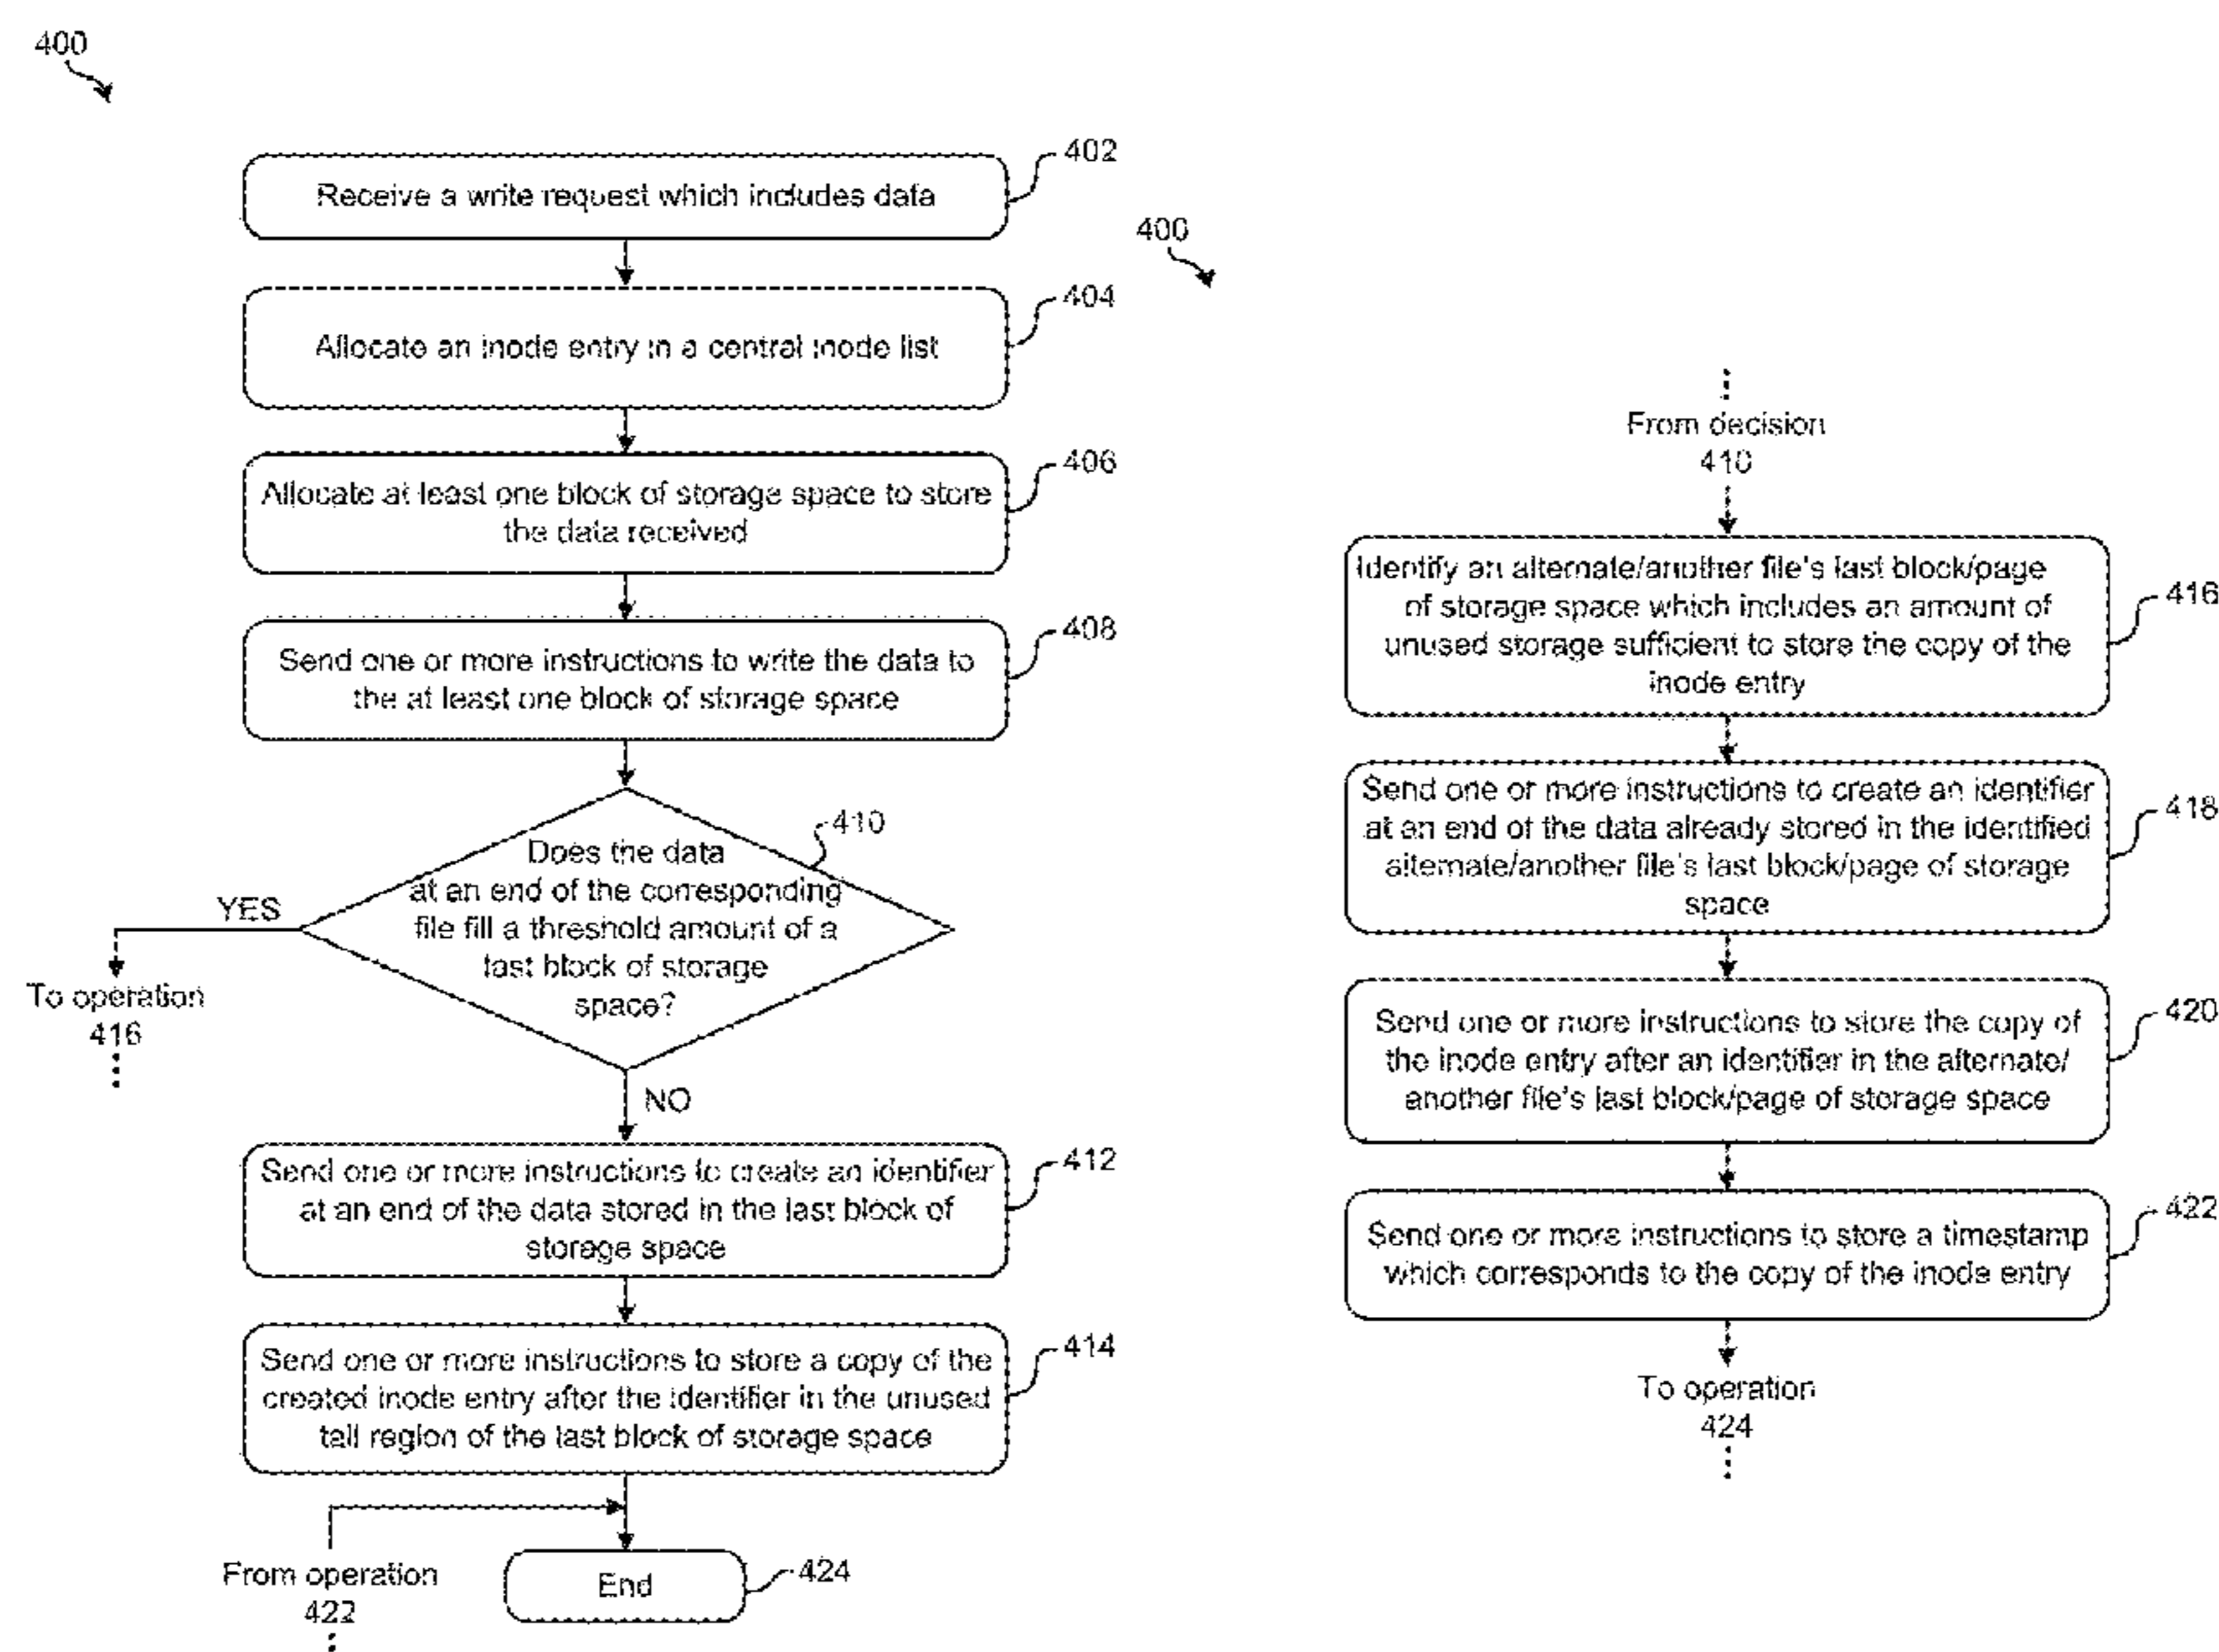 400
402
Receive a write request which includes data
404
Allocate an inode entry in a central inode list
406
Allocate at least one block of storage space to store
the data received
408
Send one or more instructions to write the data to
the at least one block of storage space
410
Does the data
at an end of the corresponding
file fill a threshold amount of a
last block of storage
space?
YES
To operation
416
NO
412
Send one or more instructions to create an identifier
at an end of the data stored in the last block of
storage space
414
Send one or more instructions to store a copy of the
created inode entry after the identifier in the unused
tail region of the last block of storage space
From operation
422
End
424
400
From decision
410
416
Identify an alternate/another file's last block/page
of storage space which includes an amount of
unused storage sufficient to store the copy of the
inode entry
418
Send one or more instructions to create an identifier
at an end of the data already stored in the identified
alternate/another file's last block/page of storage
space
420
Send one or more instructions to store the copy of
the inode entry after an identifier in the alternate/
another file's last block/page of storage space
422
Send one or more instructions to store a timestamp
which corresponds to the copy of the inode entry
To operation
424